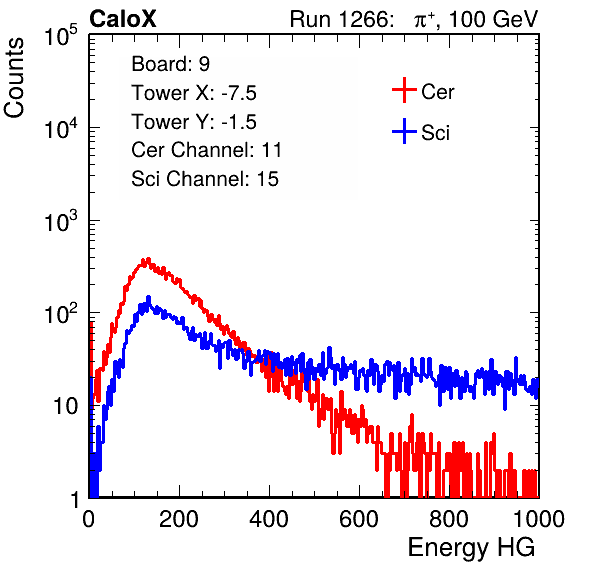 CaloX Run 1266: π⁺, 100 GeV
Counts
Board: 9
Tower X: -7.5
Tower Y: -1.5
Cer Channel: 11
Sci Channel: 15
Cer
Sci
10⁵
10⁴
10³
10²
10
1
0 200 400 600 800 1000
Energy HG